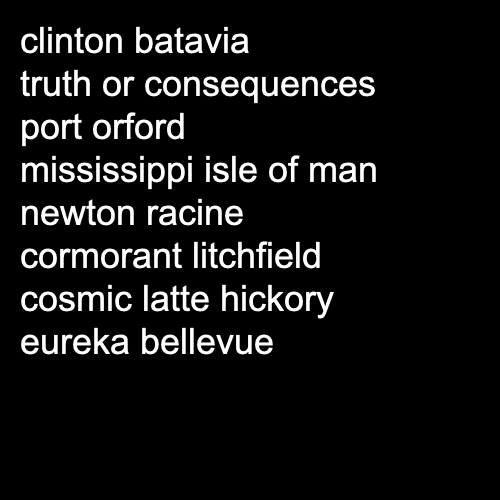 clinton batavia
truth or consequences
port orford
mississippi isle of man
newton racine
cormorant litchfield
cosmic latte hickory
eureka bellevue